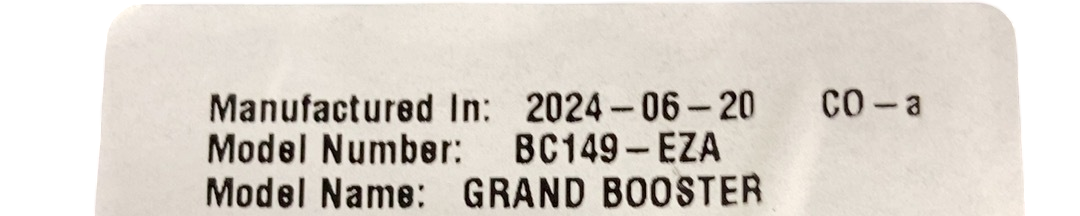 Manufactured In: 2024-06-20 CO-a
Model Number: BC149-EZA
Model Name: GRAND BOOSTER